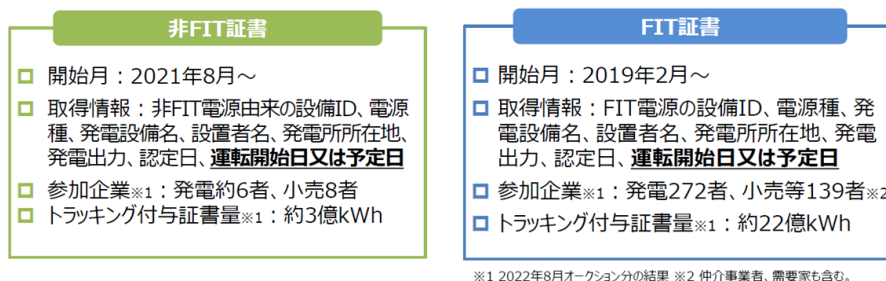 非FIT証書
開始月：2021年8月～
取得情報：非FIT電源由来の設備ID、電源
種、発電設備名、設置者名、発電所所在地、
発電出力、認定日、運転開始日又は予定日
参加企業※1：発電約6者、小売8者
トラッキング付与証書量※1：約3億kWh
FIT証書
開始月：2019年2月～
取得情報：FIT電源の設備ID、電源種、発
電設備名、設置者名、発電所所在地、発電
出力、認定日、運転開始日又は予定日
参加企業※1：発電272者、小売等139者※2
トラッキング付与証書量※1：約22億kWh
※1 2022年8月オークション分の結果 ※2 仲介事業者、需要家も含む。